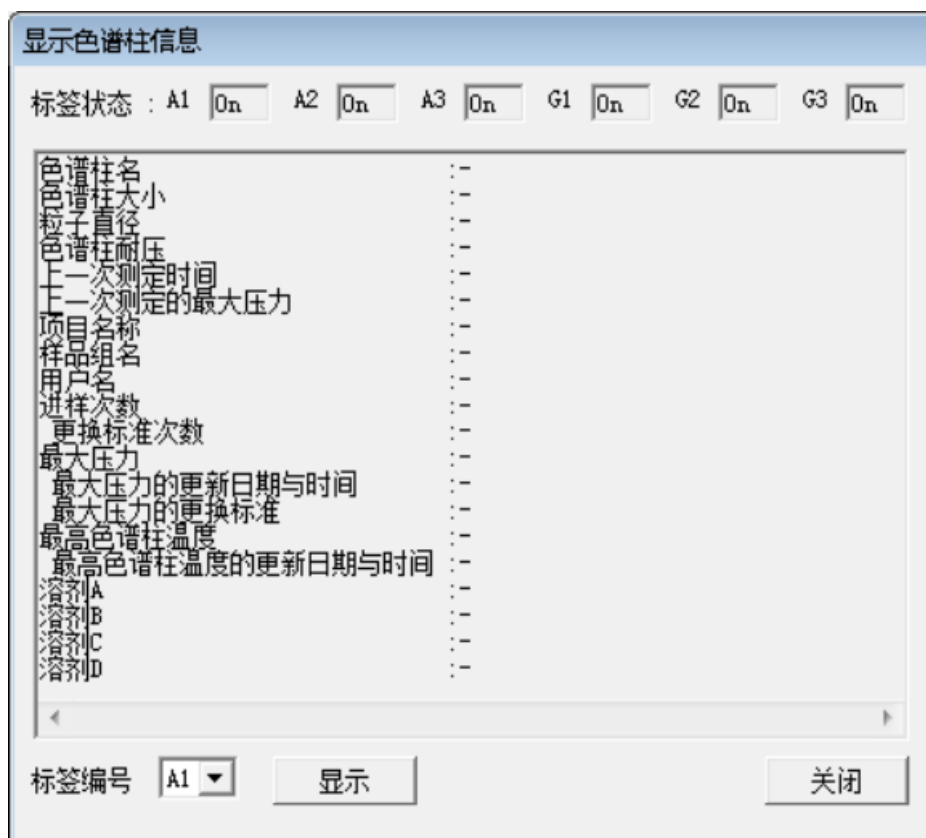 显示色谱柱信息
标签状态 : A1 On A2 On A3 On G1 On G2 On G3 On
色谱柱名 :-
色谱柱大小 :-
粒子直径 :-
色谱柱耐压 :-
上一次测定时间 :-
上一次测定的最大压力 :-
项目名称 :-
样品组名 :-
用户名 :-
进样次数 :-
更换标准次数 :-
最大压力 :-
最大压力的更新日期与时间 :-
最大压力的更换标准 :-
最高色谱柱温度 :-
最高色谱柱温度的更新日期与时间 :-
溶剂A :-
溶剂B :-
溶剂C :-
溶剂D :-
标签编号 A1 显示 关闭